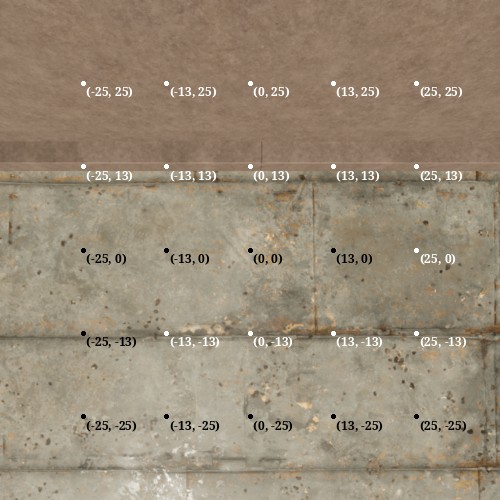 (-25, 25) (-13, 25) (0, 25) (13, 25) (25, 25)
(-25, 13) (-13, 13) (0, 13) (13, 13) (25, 13)
(-25, 0) (-13, 0) (0, 0) (13, 0) (25, 0)
(-25, -13) (-13, -13) (0, -13) (13, -13) (25, -13)
(-25, -25) (-13, -25) (0, -25) (13, -25) (25, -25)